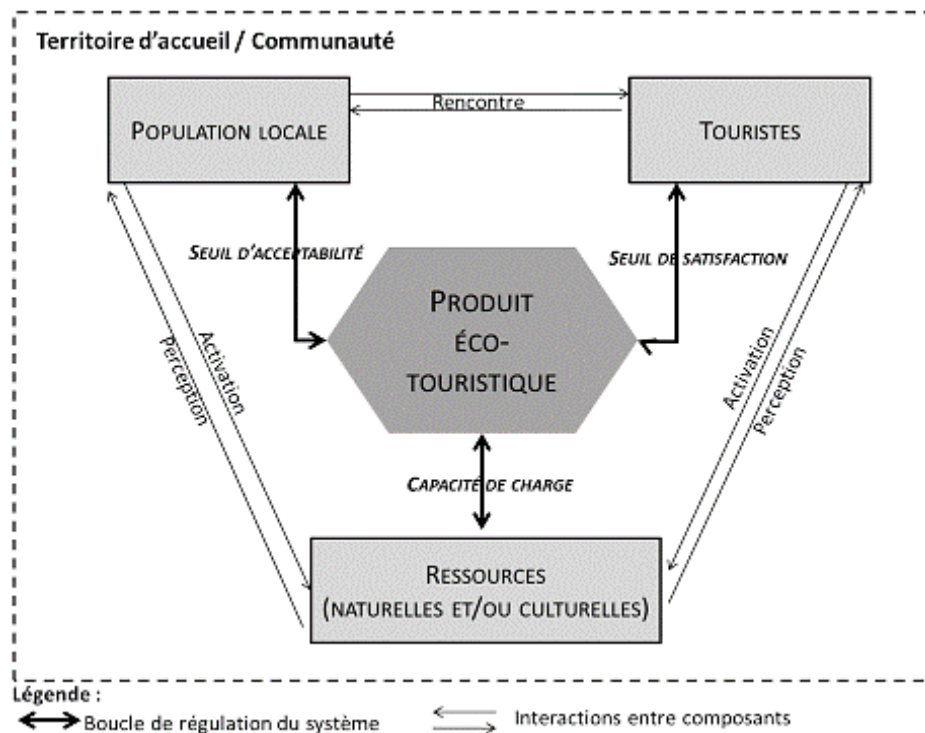 Territoire d'accueil / Communauté
POPULATION LOCALE
Rencontre
TOURISTES
SEUIL D'ACCEPTABILITÉ
SEUIL DE SATISFACTION
PRODUIT
ÉCO-
TOURISTIQUE
Activation
Perception
Activation
Perception
CAPACITÉ DE CHARGE
RESSOURCES
(NATURELLES ET/OU CULTURELLES)
Légende :
Boucle de régulation du système
Interactions entre composants